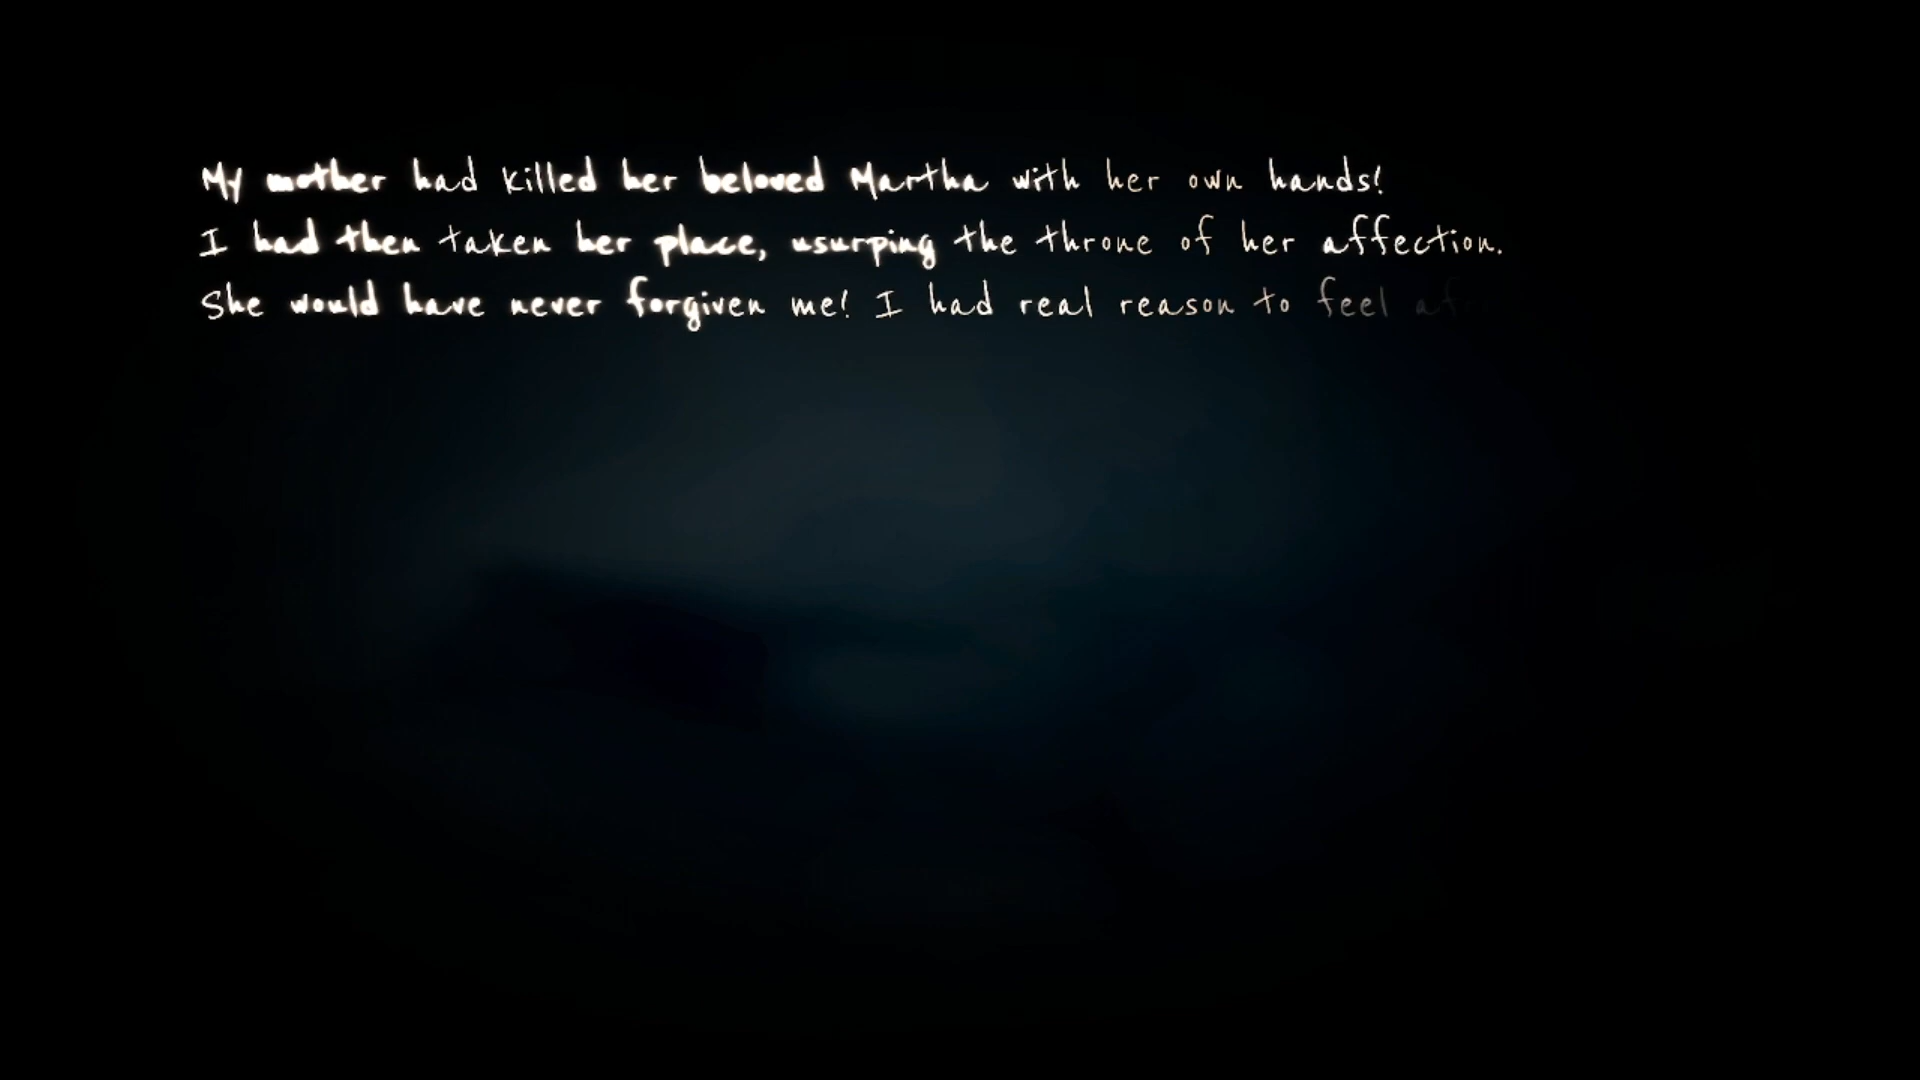 My mother had killed her beloved Martha with her own hands!
I had then taken her place, usurping the throne of her affection.
She would have never forgiven me! I had real reason to feel